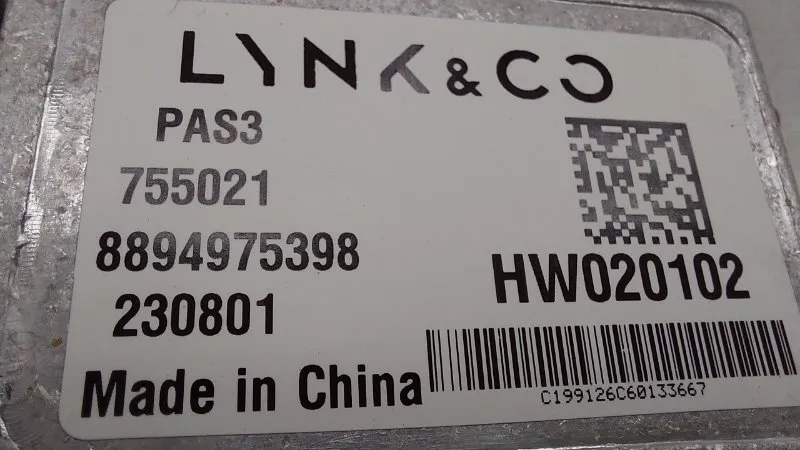 LYNK & CO
PAS3
755021
8894975398
HW020102
230801
Made in China
C199126C60133667